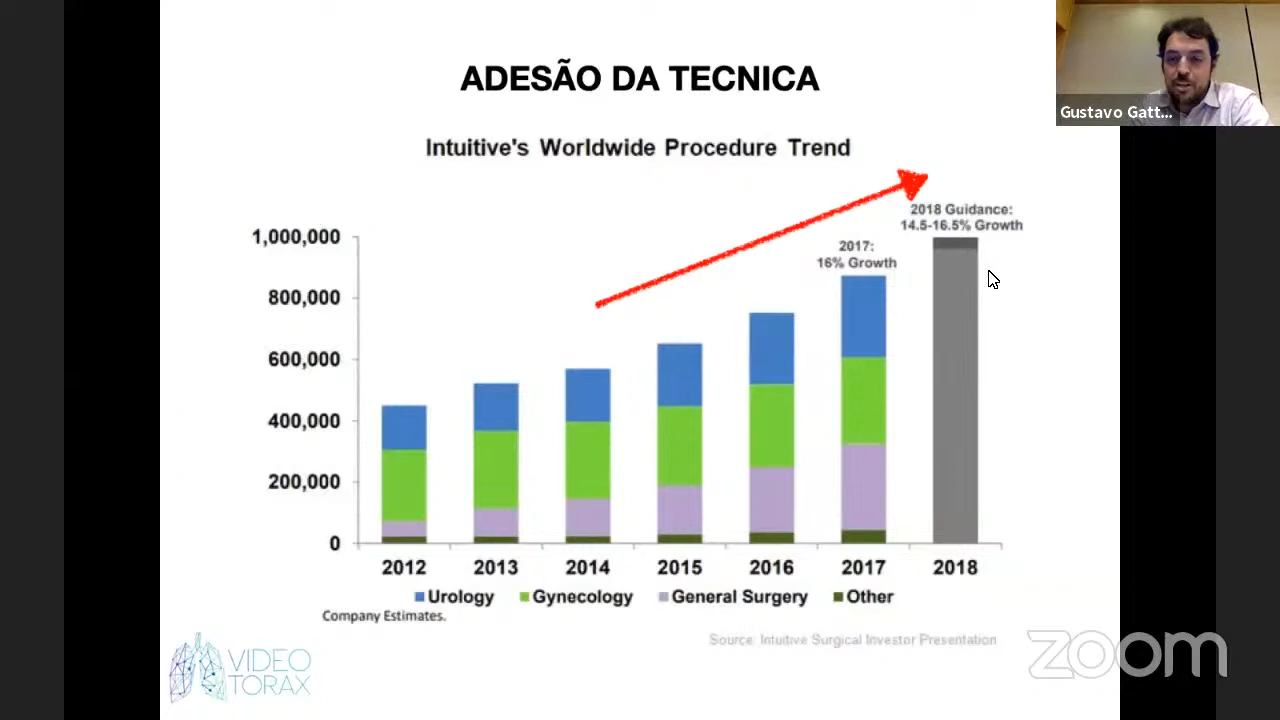 ADESÃO DA TECNICA
Gustavo Gatt...
Intuitive's Worldwide Procedure Trend
2018 Guidance:
14.5-16.5% Growth
2017:
16% Growth
1,000,000
800,000
600,000
400,000
200,000
0
2012 2013 2014 2015 2016 2017 2018
Urology Gynecology General Surgery Other
Company Estimates.
Source: Intuitive Surgical Investor Presentation
VIDEO
TORAX
zoom